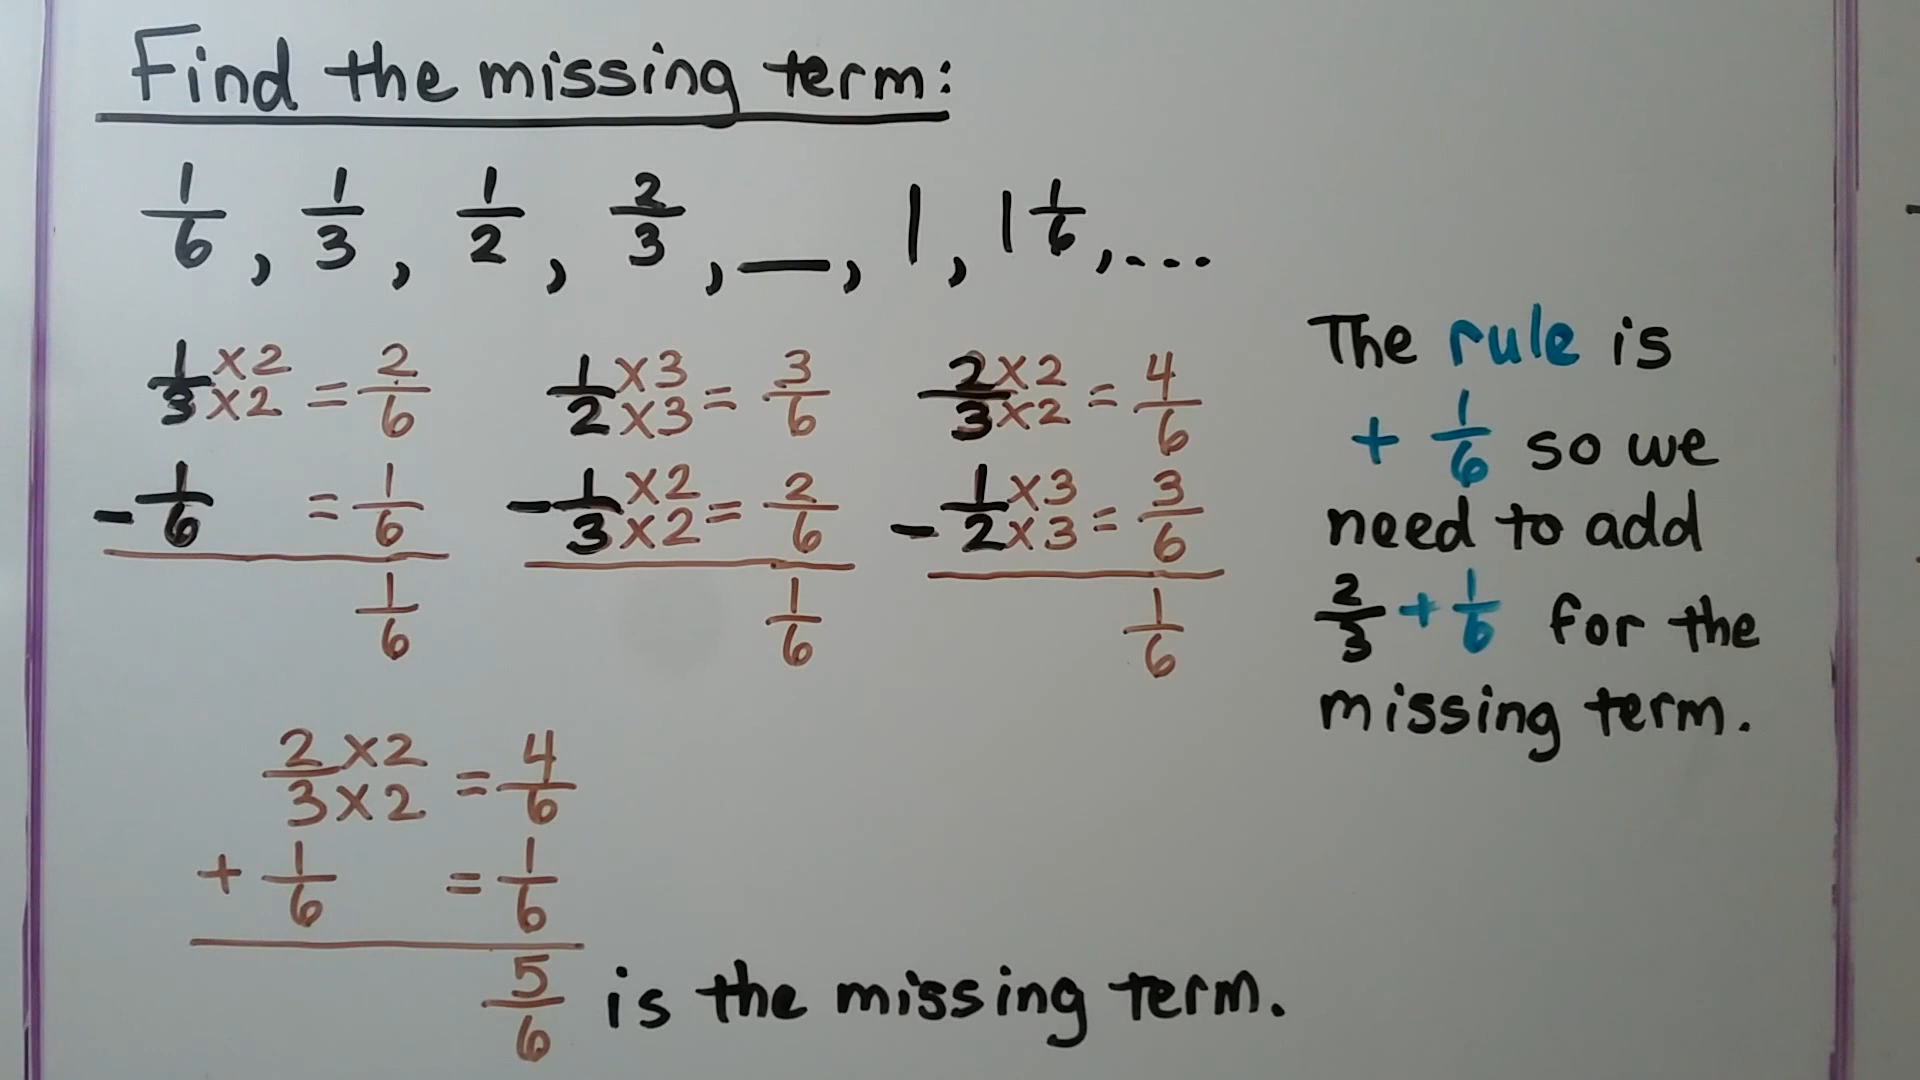 Find the missing term:
1/6, 1/3, 1/2, 2/3, __, 1, 1 1/6, ...
1×2/3×2 = 2/6
- 1/6 = 1/6
1/6
1×3/2×3 = 3/6
- 1×2/3×2 = 2/6
1/6
2×2/3×2 = 4/6
- 1×3/2×3 = 3/6
1/6
The rule is
+ 1/6 so we
need to add
2/3 + 1/6 for the
missing term.
2×2/3×2 = 4/6
+ 1/6 = 1/6
5/6 is the missing term.